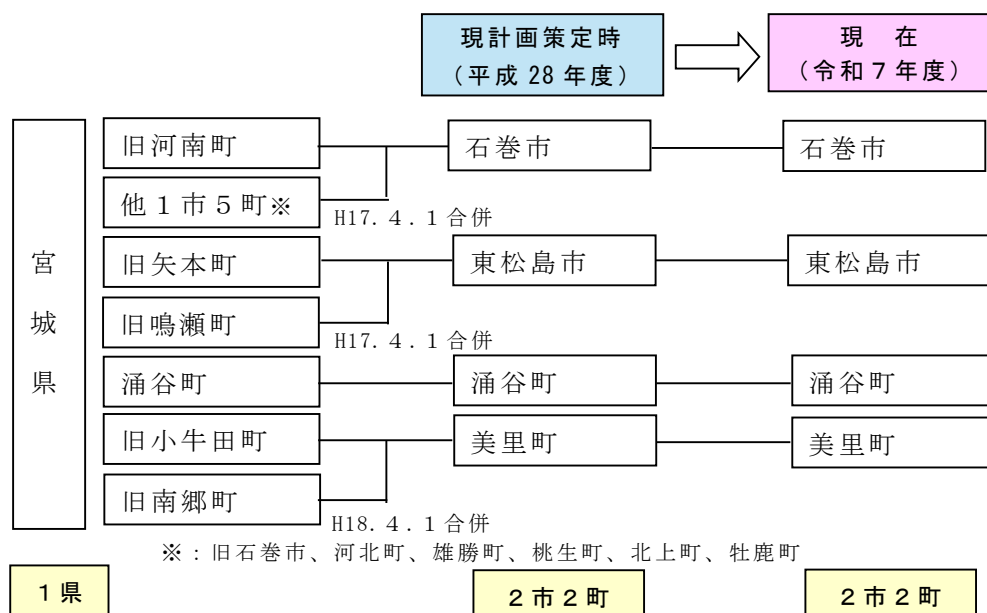 現計画策定時
（平成 28 年度）
現　在
（令和７年度）
宮城県
旧河南町
石巻市
石巻市
他１市５町※
H17.４.１合併
旧矢本町
東松島市
東松島市
旧鳴瀬町
H17.４.１合併
涌谷町
涌谷町
涌谷町
旧小牛田町
美里町
美里町
旧南郷町
H18.４.１合併
※：旧石巻市、河北町、雄勝町、桃生町、北上町、牡鹿町
１県
２市２町
２市２町